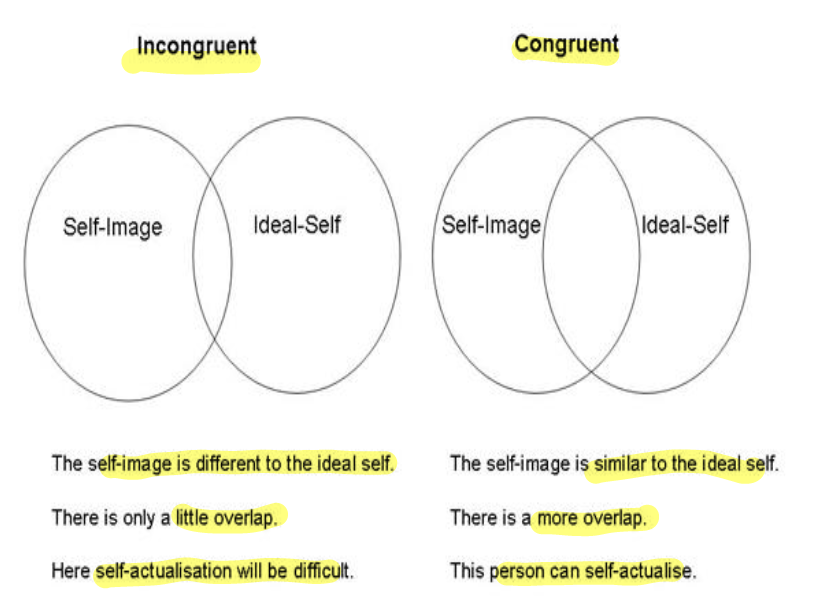 Incongruent
Self-Image
Ideal-Self
The self-image is different to the ideal self.
There is only a little overlap.
Here self-actualisation will be difficult.
Congruent
Self-Image
Ideal-Self
The self-image is similar to the ideal self.
There is a more overlap.
This person can self-actualise.